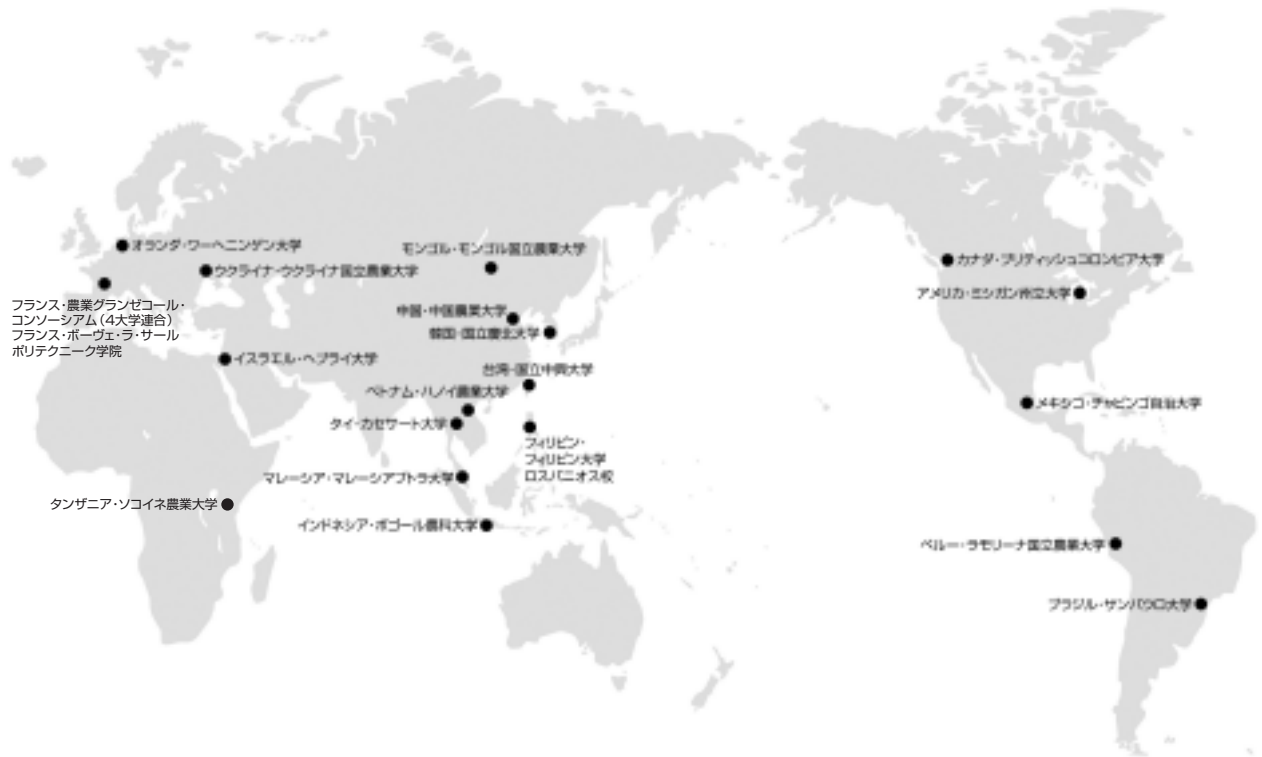 オランダ・ワーヘニンゲン大学
ウクライナ・ウクライナ国立農業大学
フランス・農業グランゼコール・
コンソーシアム（4大学連合）
フランス・ボーヴェ・ラ・サール
ポリテクニーク学院
イスラエル・ヘブライ大学
タンザニア・ソコイネ農業大学
モンゴル・モンゴル国立農業大学
中国・中国農業大学
韓国・国立慶北大学
台湾・国立中興大学
ベトナム・ハノイ農業大学
タイ・カセサート大学
フィリピン・
フィリピン大学
ロスバニオス校
マレーシア・マレーシアプトラ大学
インドネシア・ボゴール農科大学
カナダ・ブリティッシュコロンビア大学
アメリカ・ミシガン州立大学
メキシコ・チャピンゴ自治大学
ペルー・ラモリーナ国立農業大学
ブラジル・サンパウロ大学